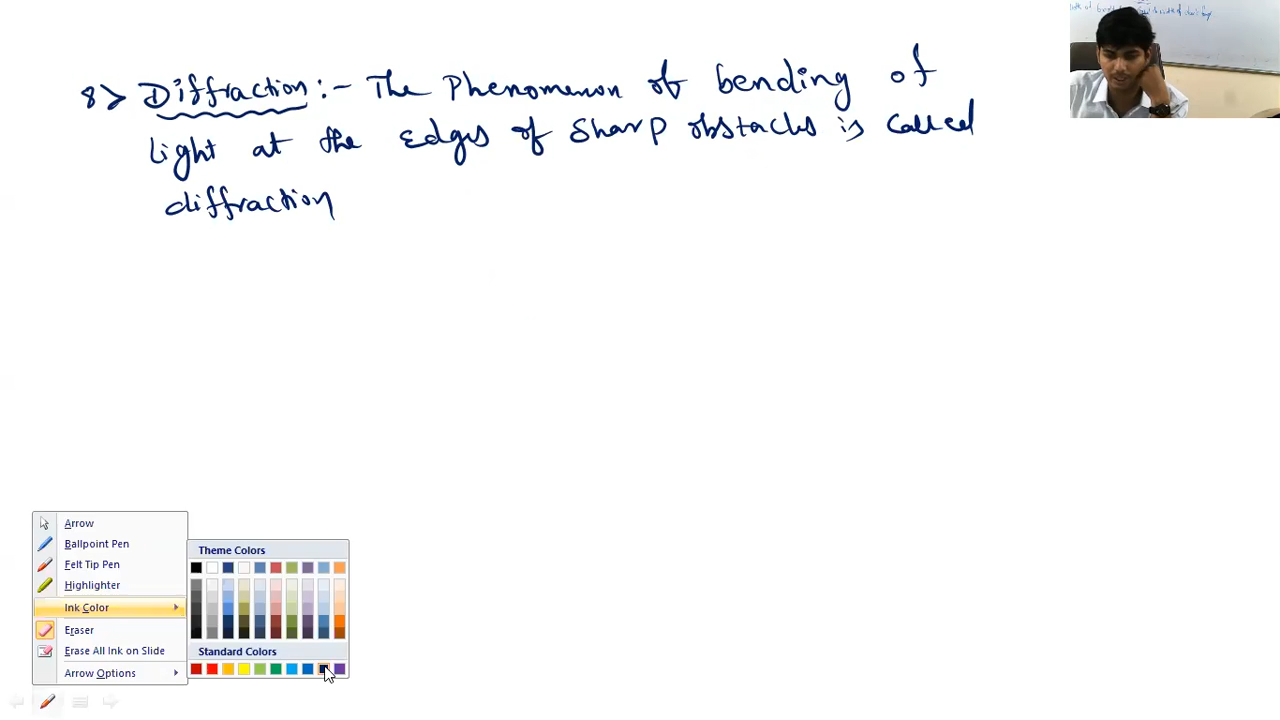 8> Diffraction :- The Phenomenon of bending of
light at the Edges of Sharp obstacles is called
diffraction
Arrow
Ballpoint Pen
Felt Tip Pen
Highlighter
Ink Color
Eraser
Erase All Ink on Slide
Arrow Options
Theme Colors
Standard Colors